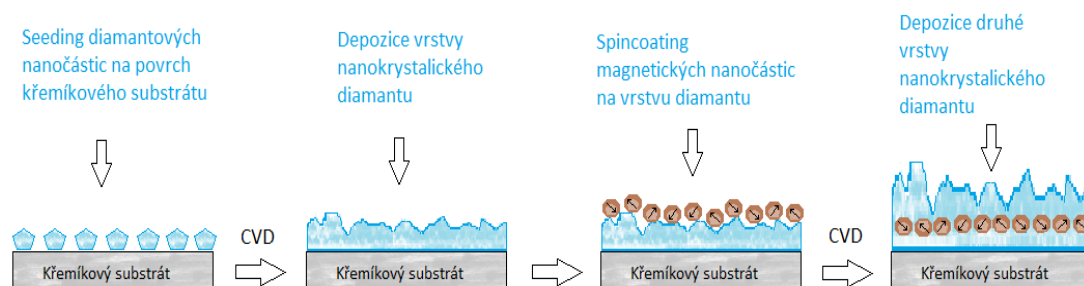 Seeding diamantových
nanočástic na povrch
křemíkového substrátu
Depozice vrstvy
nanokrystalického
diamantu
Spincoating
magnetických nanočástic
na vrstvu diamantu
Depozice druhé
vrstvy
nanokrystalického
diamantu
CVD
CVD
Křemíkový substrát
Křemíkový substrát
Křemíkový substrát
Křemíkový substrát